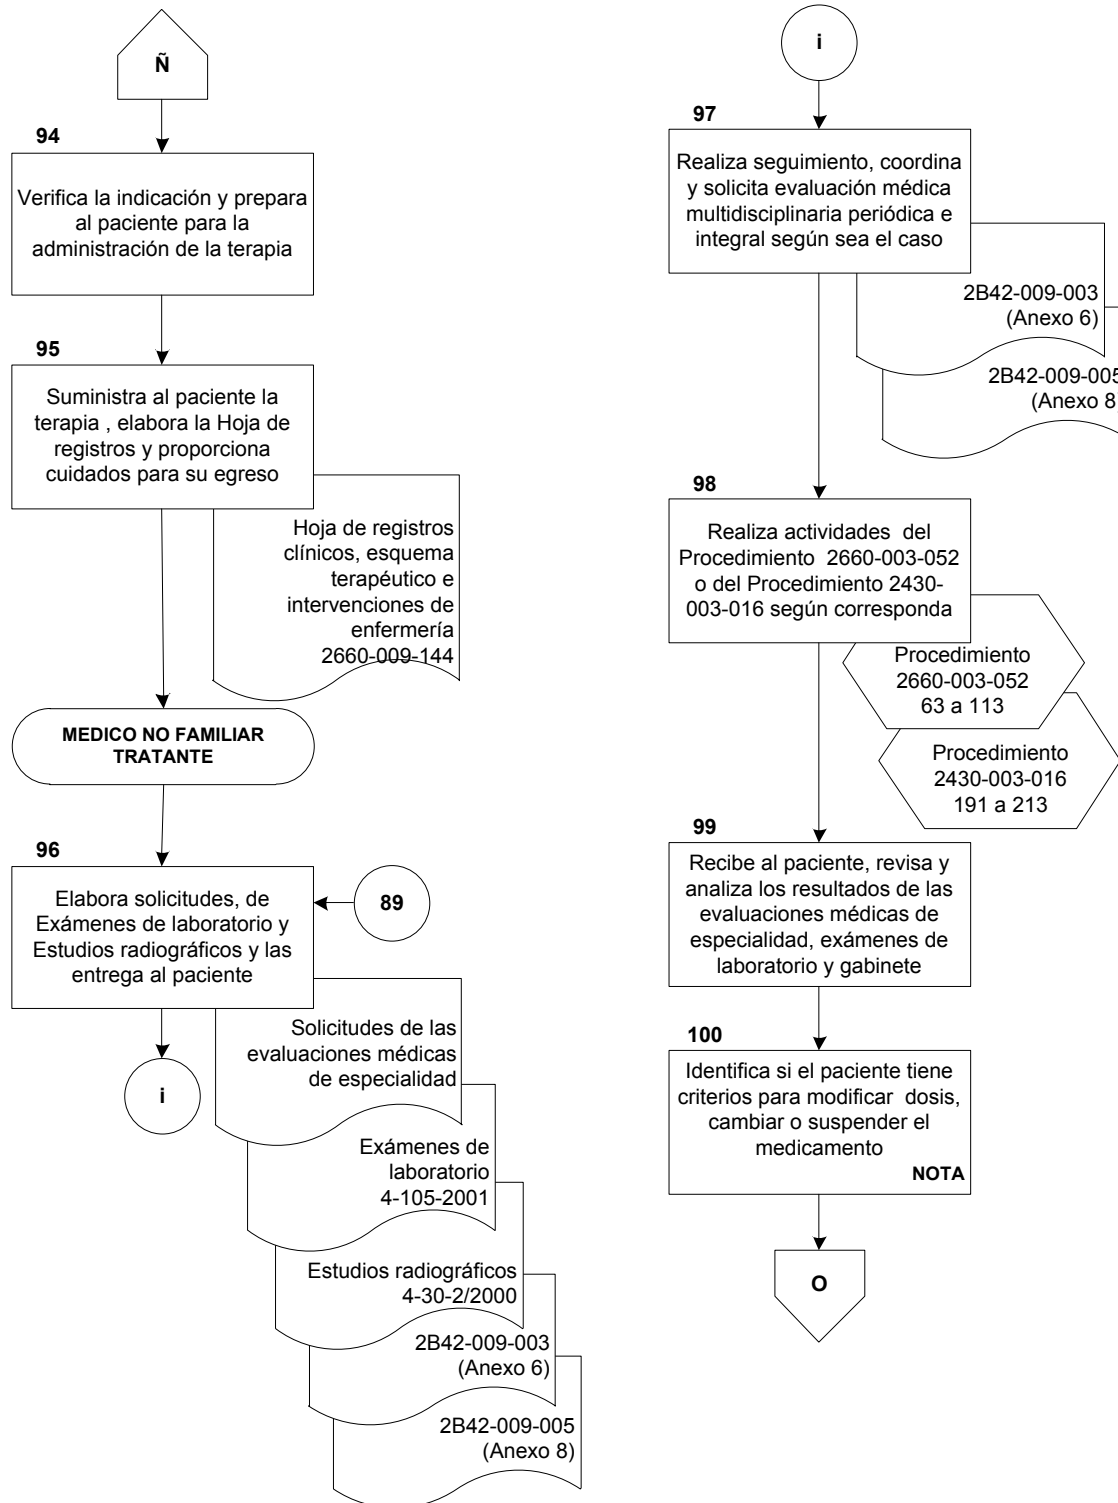 Ñ
94
Verifica la indicación y prepara
al paciente para la
administración de la terapia
95
Suministra al paciente la
terapia , elabora la Hoja de
registros y proporciona
cuidados para su egreso
Hoja de registros
clínicos, esquema
terapéutico e
intervenciones de
enfermería
2660-009-144
MEDICO NO FAMILIAR
TRATANTE
96
Elabora solicitudes, de
Exámenes de laboratorio y
Estudios radiográficos y las
entrega al paciente
89
Solicitudes de las
evaluaciones médicas
de especialidad
Exámenes de
laboratorio
4-105-2001
Estudios radiográficos
4-30-2/2000
2B42-009-003
(Anexo 6)
2B42-009-005
(Anexo 8)
i
i
97
Realiza seguimiento, coordina
y solicita evaluación médica
multidisciplinaria periódica e
integral según sea el caso
2B42-009-003
(Anexo 6)
2B42-009-005
(Anexo 8
98
Realiza actividades  del
Procedimiento  2660-003-052
o del Procedimiento 2430-
003-016 según corresponda
Procedimiento
2660-003-052
63 a 113
Procedimiento
2430-003-016
191 a 213
99
Recibe al paciente, revisa y
analiza los resultados de las
evaluaciones médicas de
especialidad, exámenes de
laboratorio y gabinete
100
Identifica si el paciente tiene
criterios para modificar  dosis,
cambiar o suspender el
medicamento
NOTA
O